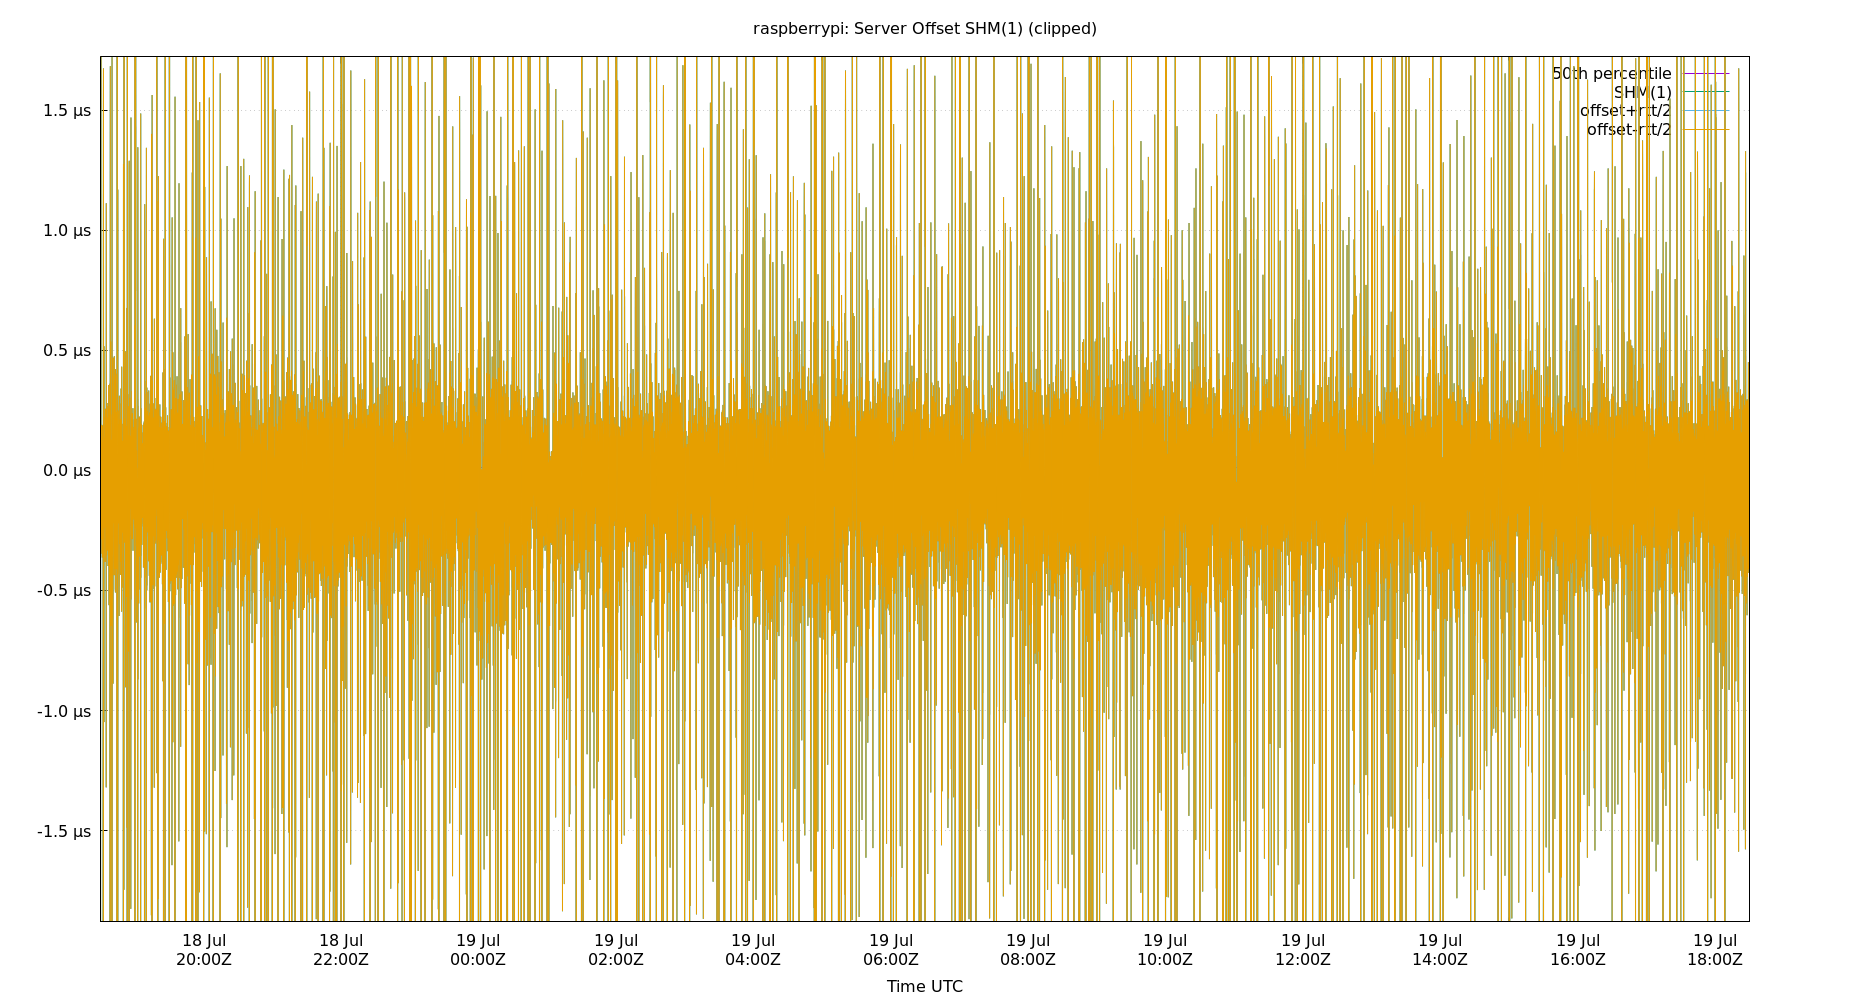 raspberrypi: Server Offset SHM(1) (clipped)
50th percentile
SHM(1)
offset+rtt/2
offset-rtt/2
1.5 µs
1.0 µs
0.5 µs
0.0 µs
-0.5 µs
-1.0 µs
-1.5 µs
18 Jul 18 Jul 19 Jul 19 Jul 19 Jul 19 Jul 19 Jul 19 Jul 19 Jul 19 Jul 19 Jul 19 Jul
20:00Z 22:00Z 00:00Z 02:00Z 04:00Z 06:00Z 08:00Z 10:00Z 12:00Z 14:00Z 16:00Z 18:00Z
Time UTC